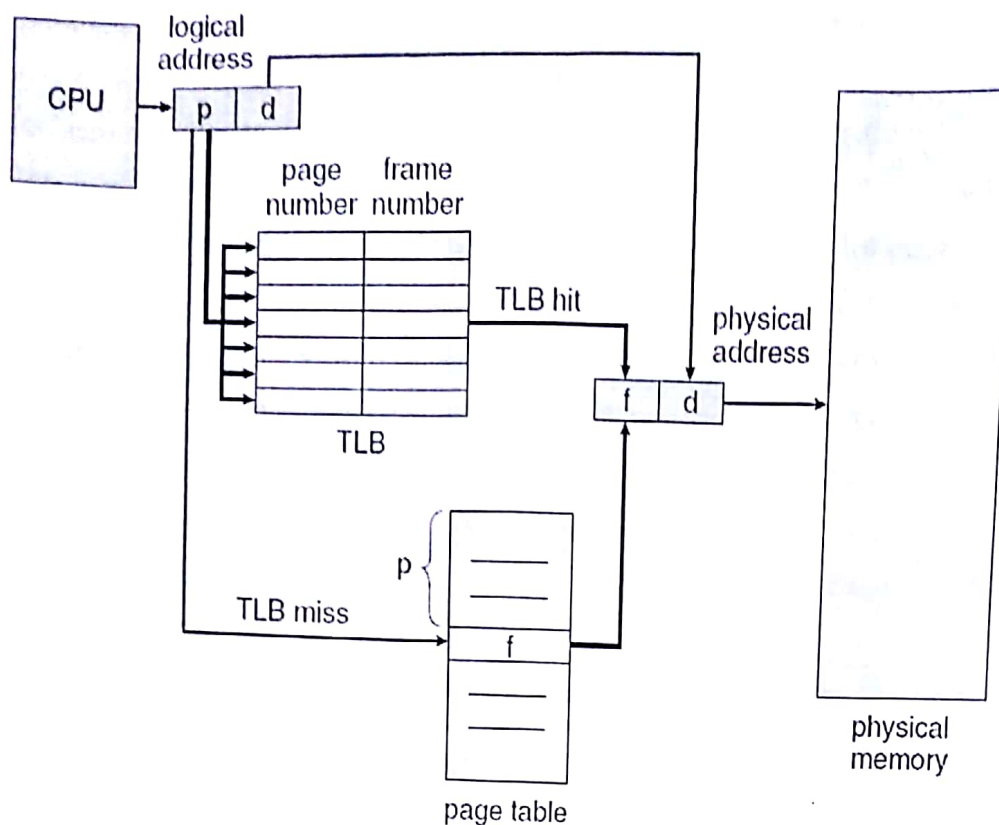 logical
address
CPU
p
d
page
number
frame
number
TLB hit
TLB
physical
address
f
d
p
TLB miss
f
page table
physical
memory